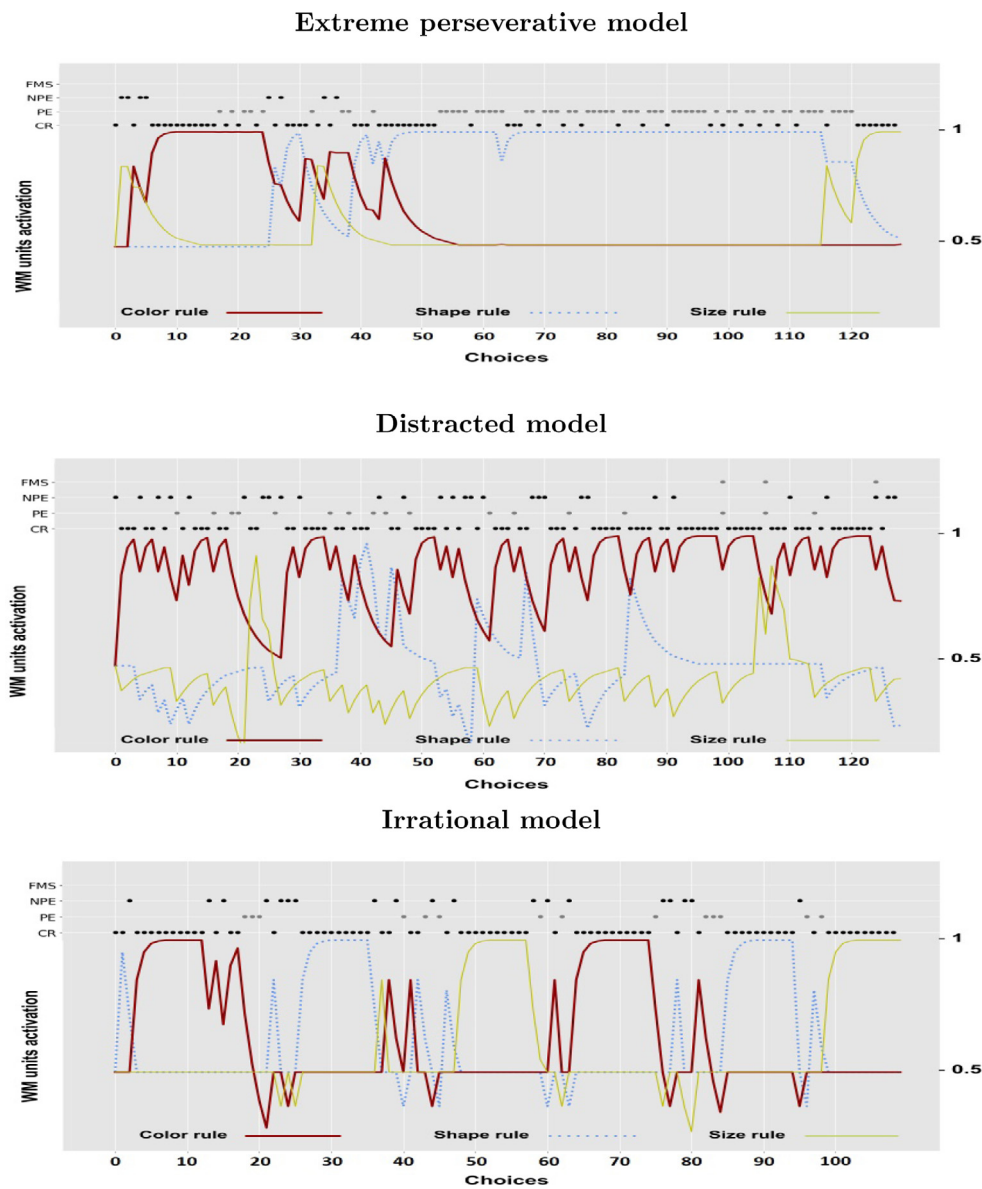 Extreme perseverative model
FMS
NPE
PE
CR
1
0.5
WM units activation
Color rule Shape rule Size rule
0 10 20 30 40 50 60 70 80 90 100 110 120
Choices
Distracted model
FMS
NPE
PE
CR
1
0.5
WM units activation
Color rule Shape rule Size rule
0 10 20 30 40 50 60 70 80 90 100 110 120
Choices
Irrational model
FMS
NPE
PE
CR
1
0.5
WM units activation
Color rule Shape rule Size rule
0 10 20 30 40 50 60 70 80 90 100
Choices